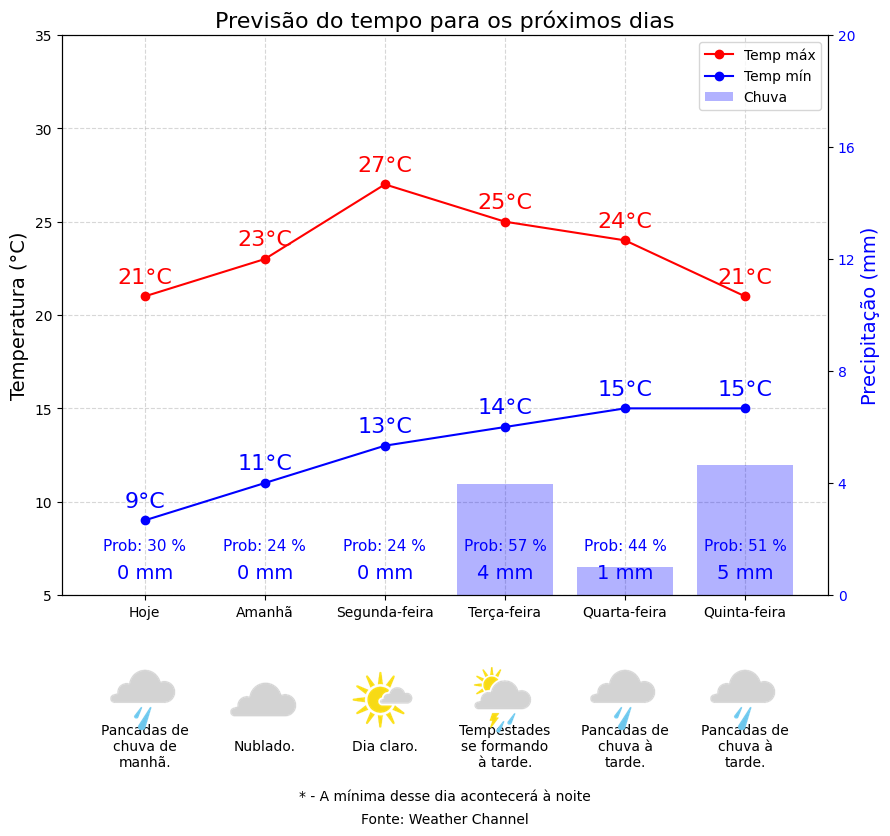 Previsão do tempo para os próximos dias
Temp máx
Temp mín
Chuva
Temperatura (°C)
Precipitação (mm)
35
30
25
20
15
10
5
20
16
12
8
4
0
21°C 23°C 27°C 25°C 24°C 21°C
9°C 11°C 13°C 14°C 15°C 15°C
Prob: 30 % Prob: 24 % Prob: 24 % Prob: 57 % Prob: 44 % Prob: 51 %
0 mm 0 mm 0 mm 4 mm 1 mm 5 mm
Hoje Amanhã Segunda-feira Terça-feira Quarta-feira Quinta-feira
Pancadas de
chuva de
manhã.
Nublado.
Dia claro.
Tempestades
se formando
à tarde.
Pancadas de
chuva à
tarde.
Pancadas de
chuva à
tarde.
* - A mínima desse dia acontecerá à noite
Fonte: Weather Channel